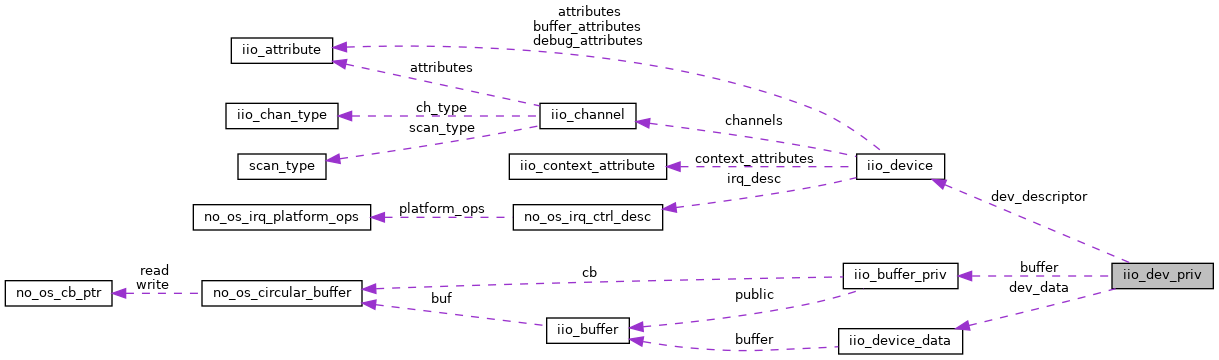 attributes
buffer_attributes
debug_attributes
iio_attribute
attributes
iio_chan_type
ch_type
iio_channel
channels
scan_type
scan_type
iio_context_attribute
context_attributes
iio_device
irq_desc
dev_descriptor
no_os_irq_platform_ops
platform_ops
no_os_irq_ctrl_desc
read
write
no_os_cb_ptr
no_os_circular_buffer
cb
iio_buffer_priv
buffer
iio_dev_priv
dev_data
buf
public
iio_buffer
buffer
iio_device_data